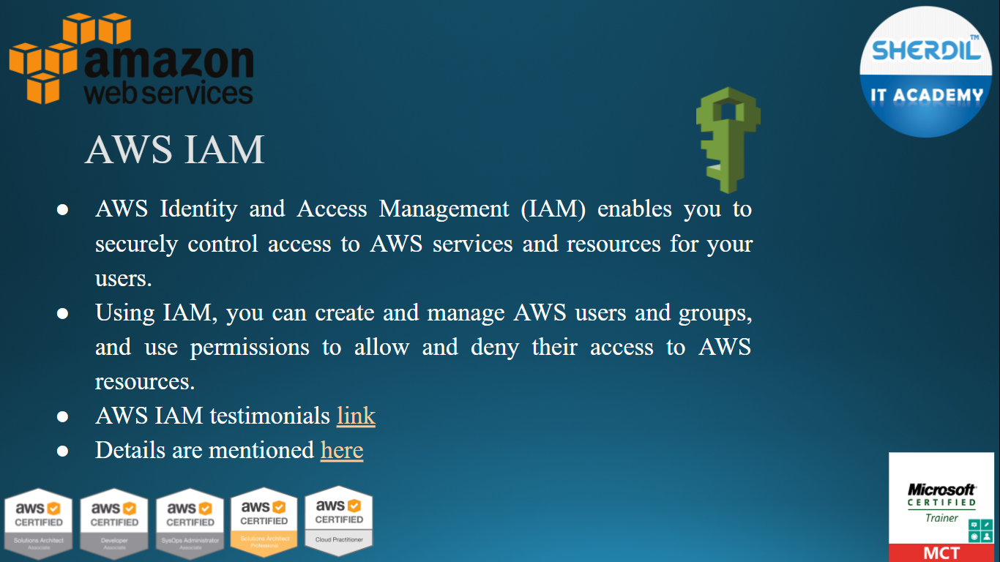 amazon
web services
SHERDIL™
IT ACADEMY
AWS IAM
● AWS Identity and Access Management (IAM) enables you to
securely control access to AWS services and resources for your
users.
● Using IAM, you can create and manage AWS users and groups,
and use permissions to allow and deny their access to AWS
resources.
● AWS IAM testimonials link
● Details are mentioned here
aws
CERTIFIED
Solutions Architect
Associate
aws
CERTIFIED
Developer
Associate
aws
CERTIFIED
SysOps Administrator
Associate
aws
CERTIFIED
Solutions Architect
Professional
aws
CERTIFIED
Cloud Practitioner
Microsoft
CERTIFIED
Trainer
MCT